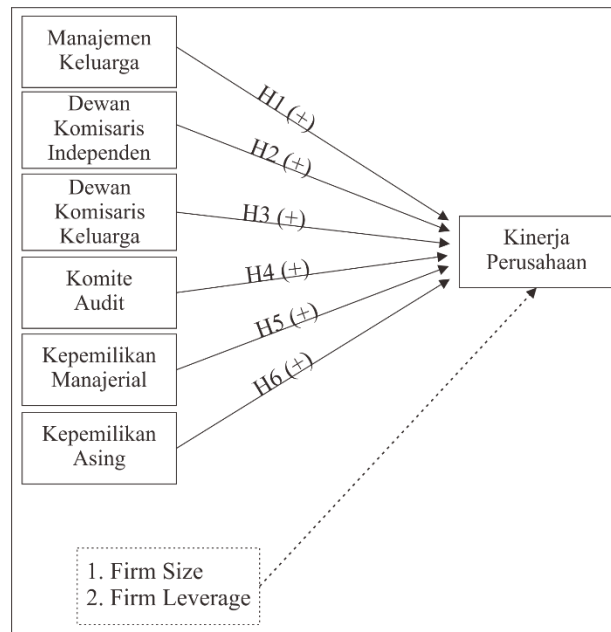 Manajemen
Keluarga
H1 (+)
Dewan
Komisaris
Independen
H2 (+)
Dewan
Komisaris
Keluarga
H3 (+)
Kinerja
Perusahaan
Komite
Audit
H4 (+)
Kepemilikan
Manajerial
H5 (+)
Kepemilikan
Asing
H6 (+)
1. Firm Size
2. Firm Leverage